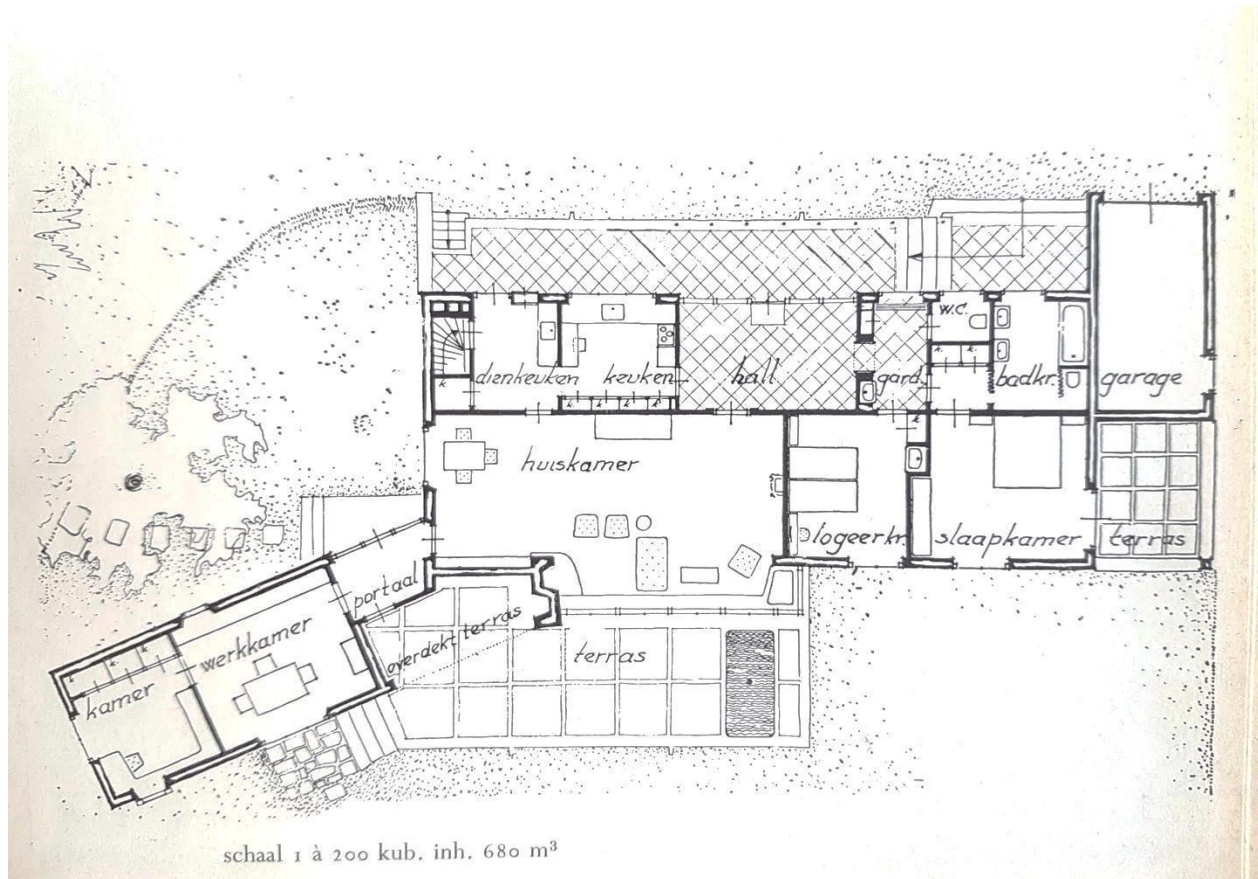 w.c.
k.
k.
dienkeuken
keuken
hall
gard.
badkr.
garage
k
k
k
k
k
k
huiskamer
logeerkr.
slaapkamer
terras
portaal
overdekt terras
terras
werkkamer
k
k
k
kamer
schaal 1 à 200 kub. inh. 680 m³